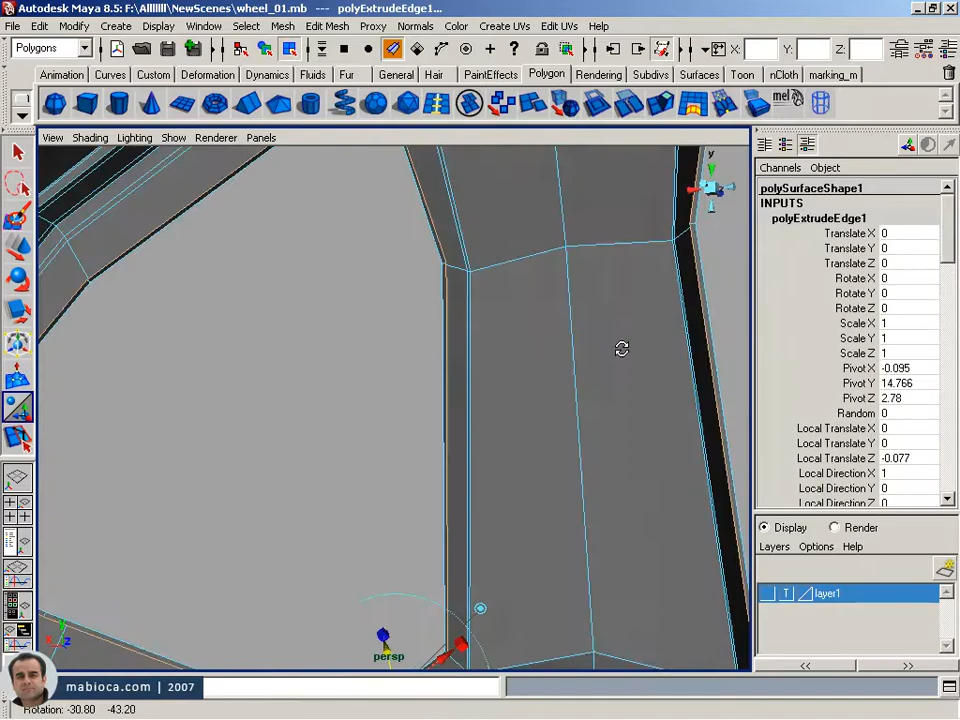 Autodesk Maya 8.5: F:\Alllllll\NewScenes\wheel_01.mb --- polyExtrudeEdge1...
File Edit Modify Create Display Window Select Mesh Edit Mesh Proxy Normals Color Create UVs Edit UVs Help
Polygons X: Y: Z:
Animation Curves Custom Deformation Dynamics Fluids Fur General Hair PaintEffects Polygon Rendering Subdivs Surfaces Toon nCloth marking_m
mel
View Shading Lighting Show Renderer Panels
Channels Object
polySurfaceShape1
INPUTS
polyExtrudeEdge1
Translate X 0
Translate Y 0
Translate Z 0
Rotate X 0
Rotate Y 0
Rotate Z 0
Scale X 1
Scale Y 1
Scale Z 1
Pivot X -0.095
Pivot Y 14.766
Pivot Z 2.78
Random 0
Local Translate X 0
Local Translate Y 0
Local Translate Z -0.077
Local Direction X 1
Local Direction Y 0
Local Direction Z 0
Display Render
Layers Options Help
T layer1
<< >>
y
y
x z
persp
mabioca.com | 2007
Rotation: -30.80 -43.20